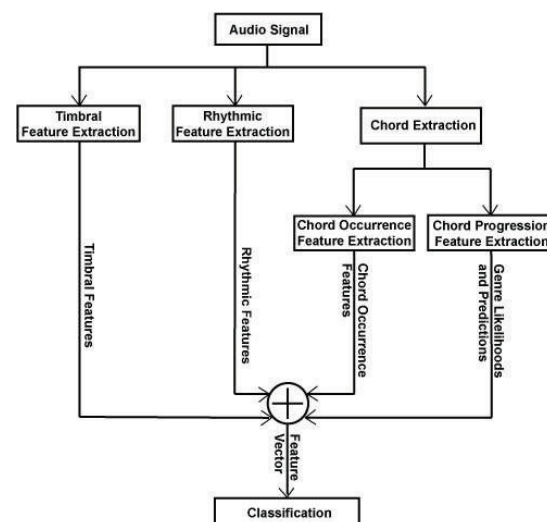 Audio Signal
Timbral
Feature Extraction
Rhythmic
Feature Extraction
Chord Extraction
Chord Occurrence
Feature Extraction
Chord Progression
Feature Extraction
Timbral Features
Rhythmic Features
Chord Occurrence
Features
Genre Likelihoods
and Predictions
Feature
Vector
Classification